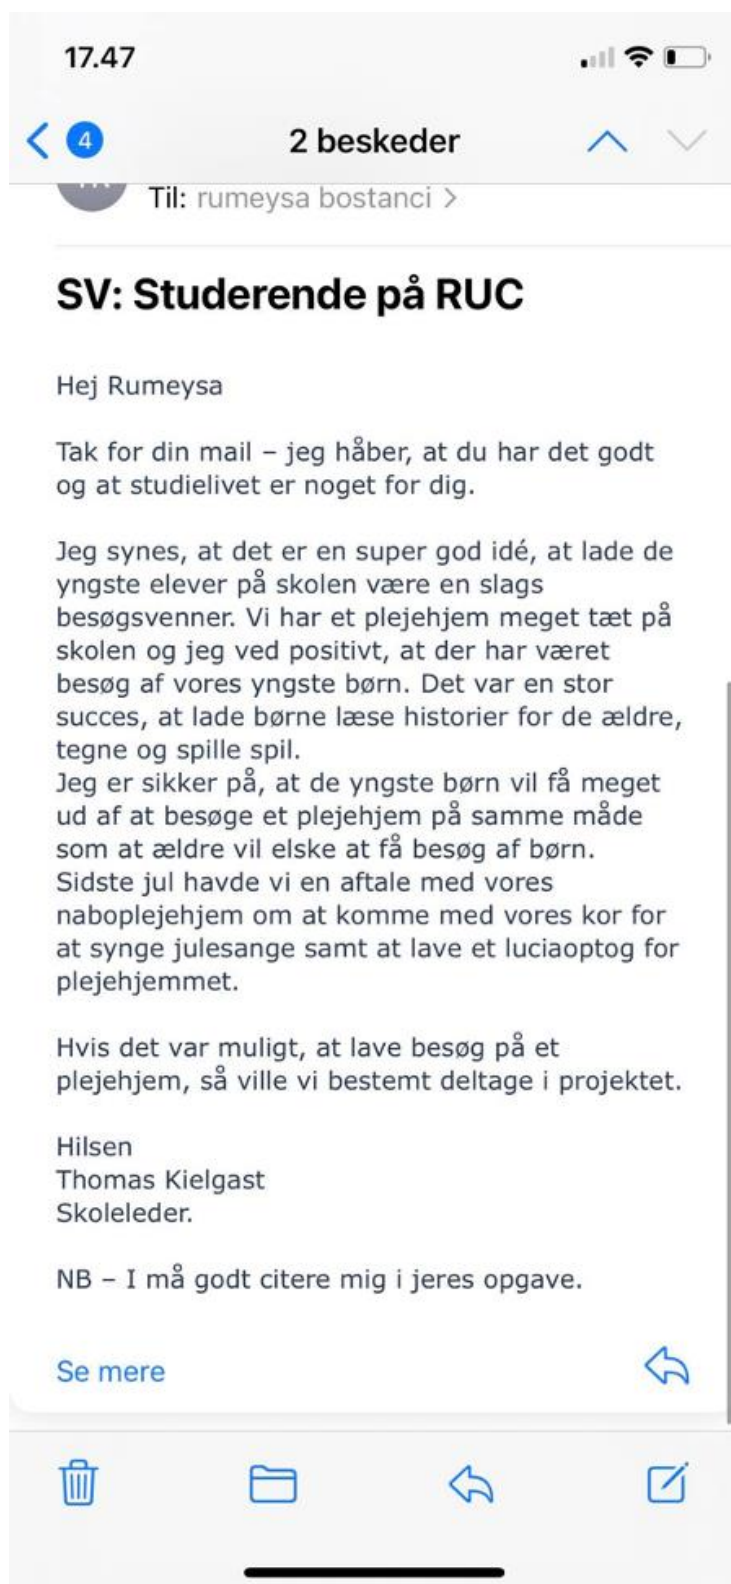 17.47
4
2 beskeder
Til: rumeysa bostanci >
SV: Studerende på RUC
Hej Rumeysa
Tak for din mail – jeg håber, at du har det godt
og at studielivet er noget for dig.
Jeg synes, at det er en super god idé, at lade de
yngste elever på skolen være en slags
besøgsvenner. Vi har et plejehjem meget tæt på
skolen og jeg ved positivt, at der har været
besøg af vores yngste børn. Det var en stor
succes, at lade børne læse historier for de ældre,
tegne og spille spil.
Jeg er sikker på, at de yngste børn vil få meget
ud af at besøge et plejehjem på samme måde
som at ældre vil elske at få besøg af børn.
Sidste jul havde vi en aftale med vores
naboplejehjem om at komme med vores kor for
at synge julesange samt at lave et luciaoptog for
plejehjemmet.
Hvis det var muligt, at lave besøg på et
plejehjem, så ville vi bestemt deltage i projektet.
Hilsen
Thomas Kielgast
Skoleleder.
NB – I må godt citere mig i jeres opgave.
Se mere